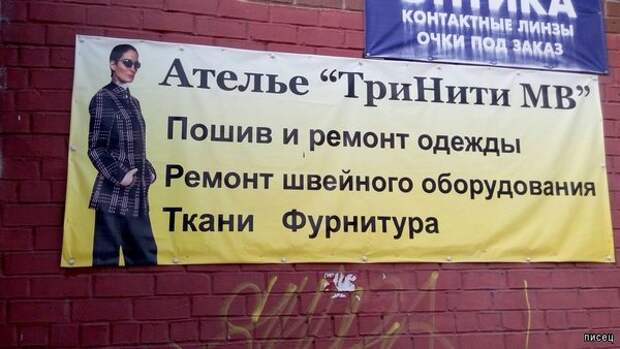 ОПТИКА
КОНТАКТНЫЕ ЛИНЗЫ
ОЧКИ ПОД ЗАКАЗ
Ателье “ТриНити МВ”
Пошив и ремонт одежды
Ремонт швейного оборудования
Ткани Фурнитура
писец